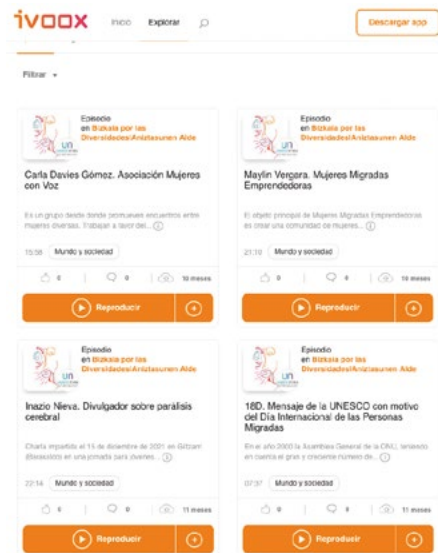 ivoox Inicio Explorar Descargar app
Filtrar
Episodio
en Bizkaia por las
Diversidades/Aniztasunen Alde
Carla Davies Gómez. Asociación Mujeres
con Voz
Es un grupo desde donde promueven encuentros entre
mujeres diversas. Trabajar a favor del...
15:58 Mundo y sociedad
0 0 10 meses
Reproducir
Episodio
en Bizkaia por las
Diversidades/Aniztasunen Alde
Maylin Vergara. Mujeres Migradas
Emprendedoras
El objeto principal de Mujeres Migradas Emprendedoras
es crear una comunidad de mujeres...
21:10 Mundo y sociedad
0 0 10 meses
Reproducir
Episodio
en Bizkaia por las
Diversidades/Aniztasunen Alde
Inazio Nieva. Divulgador sobre parálisis
cerebral
Charla impartida el 15 de diciembre de 2021 en
en una jornada para jóvenes...
22:14 Mundo y sociedad
0 0 11 meses
Reproducir
Episodio
en Bizkaia por las
Diversidades/Aniztasunen Alde
18D. Mensaje de la UNESCO con motivo
del Día Internacional de las Personas
Migradas
En el año 2000 la Asamblea General de la ONU, teniendo
en cuenta el gran y creciente número de...
07:37 Mundo y sociedad
0 0 11 meses
Reproducir